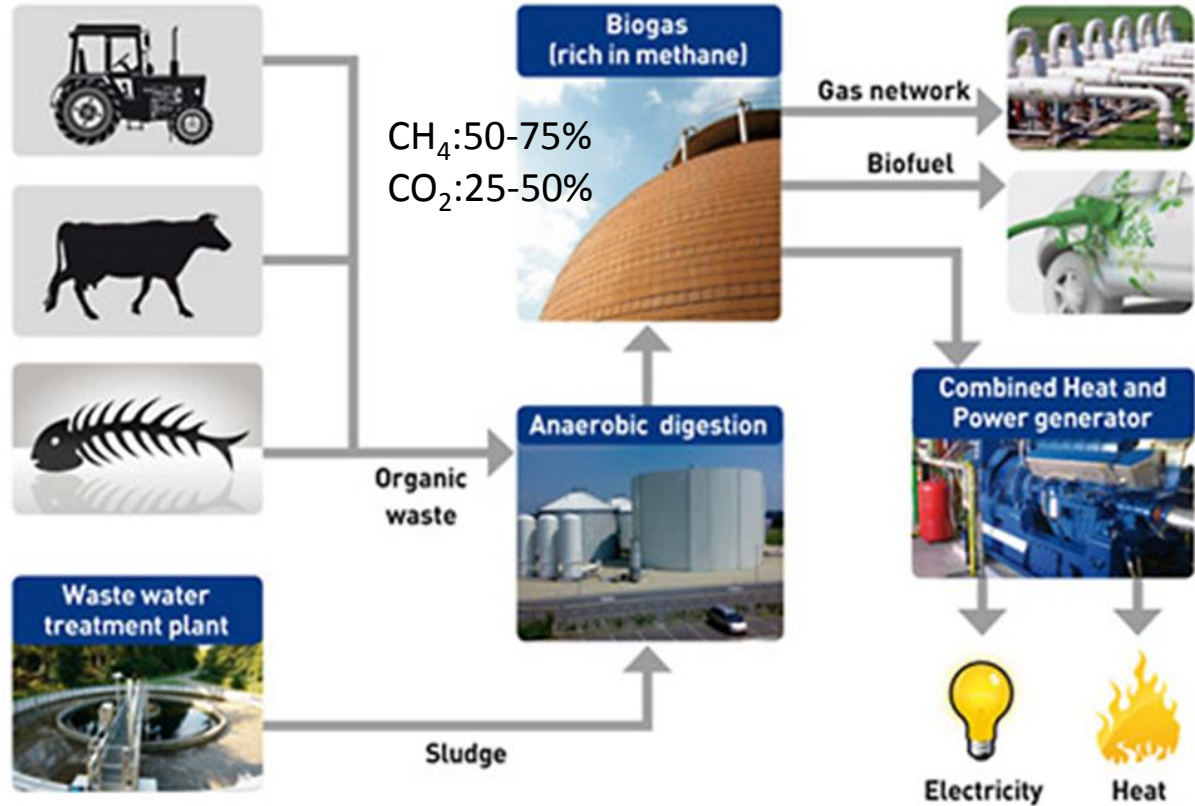 Biogas
(rich in methane)
CH₄:50-75%
CO₂:25-50%
Gas network
Biofuel
Combined Heat and
Power generator
Anaerobic digestion
Organic
waste
Waste water
treatment plant
Sludge
Electricity
Heat